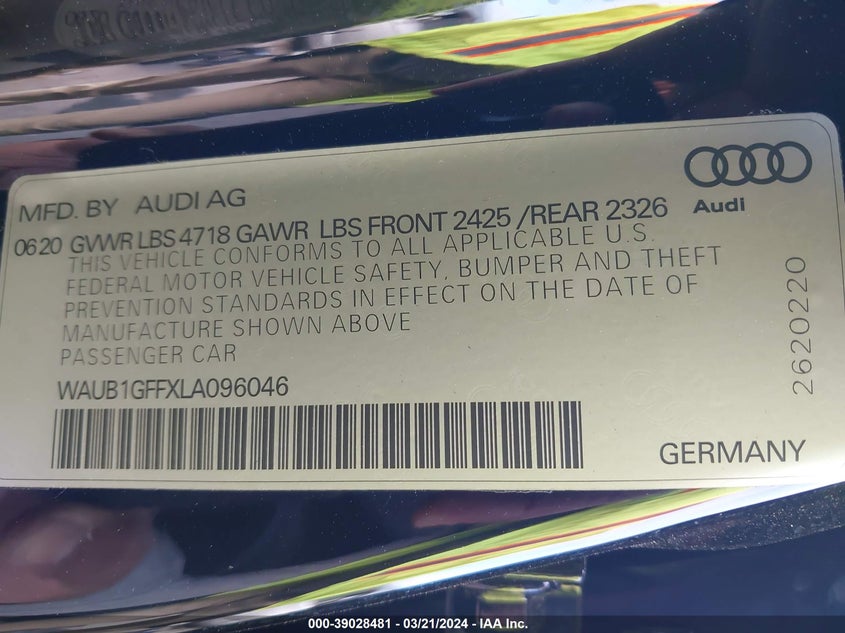 MFD. BY AUDI AG
Audi
0620 GVWR LBS 4718 GAWR LBS FRONT 2425 /REAR 2326
THIS VEHICLE CONFORMS TO ALL APPLICABLE U.S.
FEDERAL MOTOR VEHICLE SAFETY, BUMPER AND THEFT
PREVENTION STANDARDS IN EFFECT ON THE DATE OF
MANUFACTURE SHOWN ABOVE
PASSENGER CAR
WAUB1GFFXLA096046
2620220
GERMANY
000-39028481 - 03/21/2024 - IAA Inc.